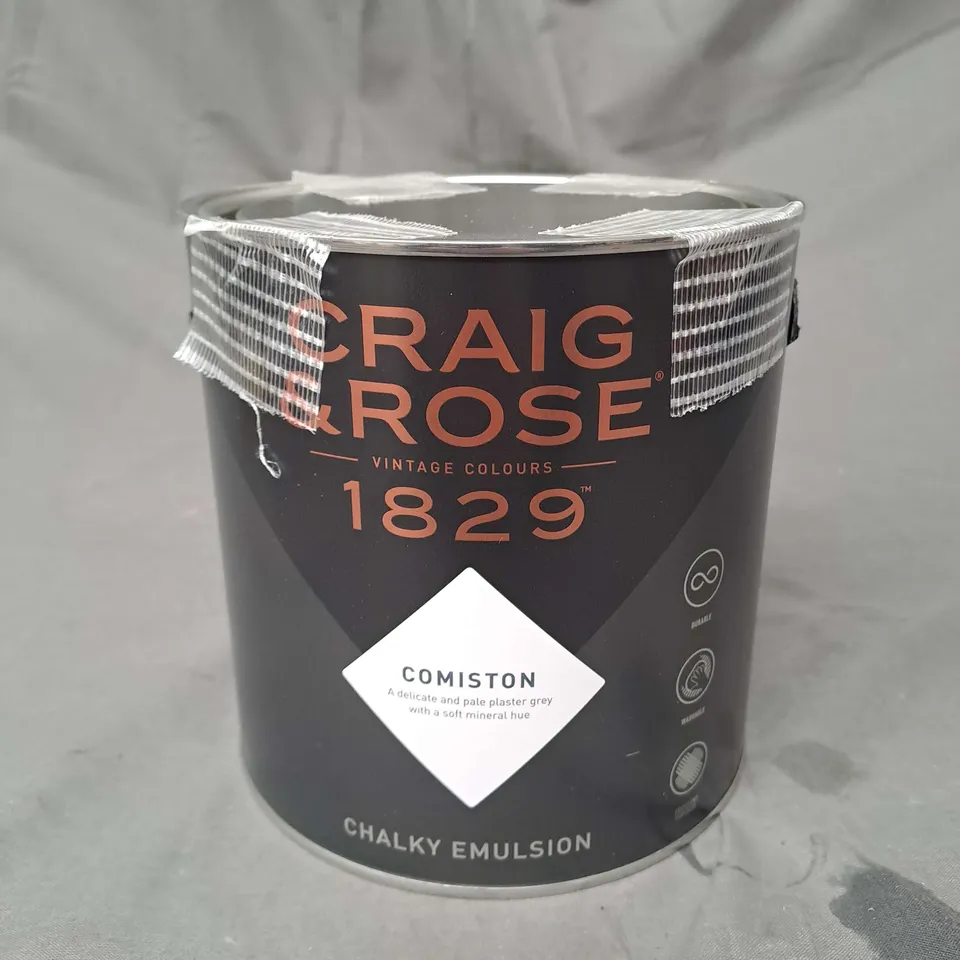 CRAIG
&ROSE®
VINTAGE COLOURS
1829™
COMISTON
A delicate and pale plaster grey
with a soft mineral hue
DURABLE
WASHABLE
CHALKY EMULSION